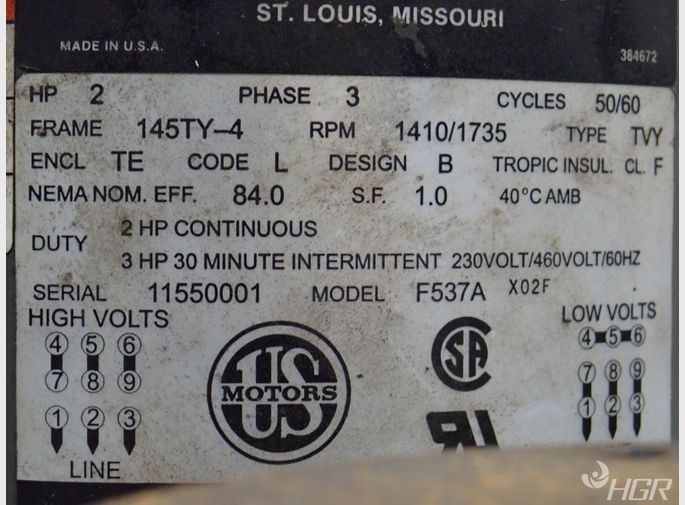 ST. LOUIS, MISSOURI
MADE IN U.S.A.
384672
HP 2 PHASE 3 CYCLES 50/60
FRAME 145TY–4 RPM 1410/1735 TYPE TVY
ENCL TE CODE L DESIGN B TROPIC INSUL. CL. F
NEMA NOM. EFF. 84.0 S.F. 1.0 40°C AMB
DUTY 2 HP CONTINUOUS
3 HP 30 MINUTE INTERMITTENT 230VOLT/460VOLT/60HZ
SERIAL 11550001 MODEL F537A X02F
HIGH VOLTS
4 5 6
7 8 9
1 2 3
LINE
US MOTORS
CSA
LOW VOLTS
4 5 6
7 8 9
1 2 3
HGR